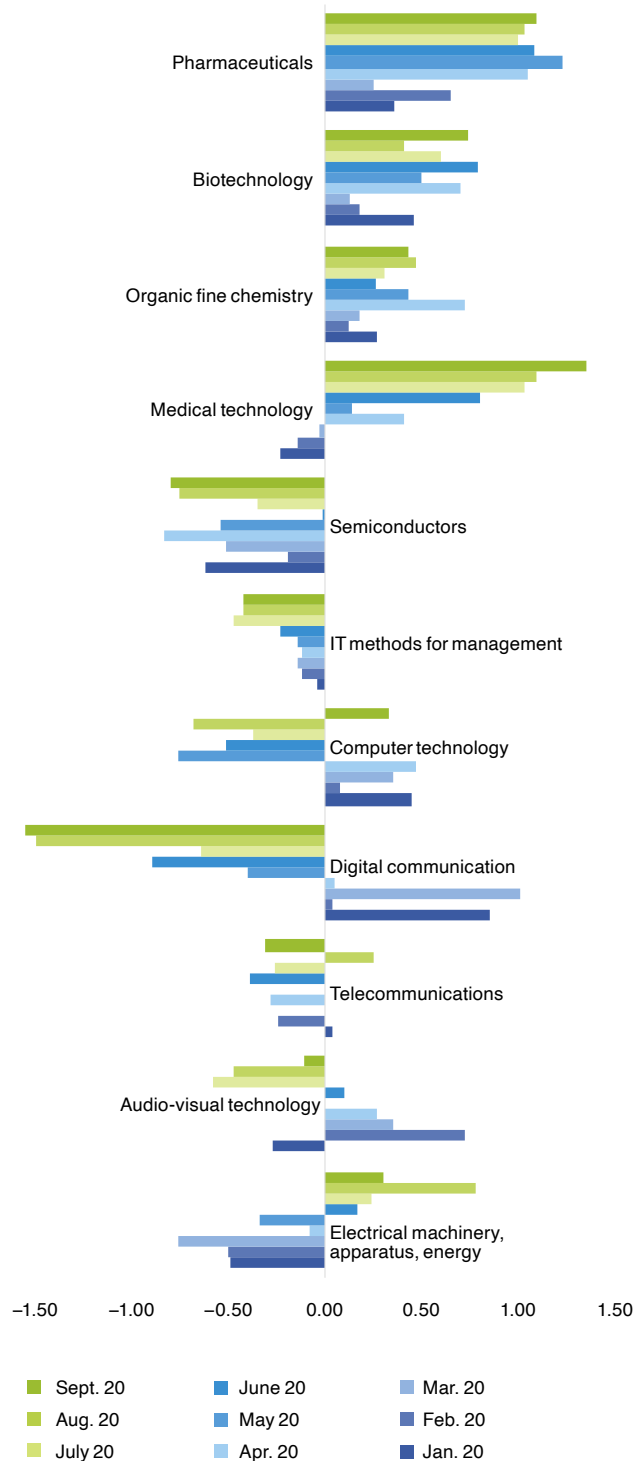 Pharmaceuticals
Biotechnology
Organic fine chemistry
Medical technology
Semiconductors
IT methods for management
Computer technology
Digital communication
Telecommunications
Audio-visual technology
Electrical machinery,
apparatus, energy
−1.50 −1.00 −0.50 0.00 0.50 1.00 1.50
Sept. 20 June 20 Mar. 20
Aug. 20 May 20 Feb. 20
July 20 Apr. 20 Jan. 20